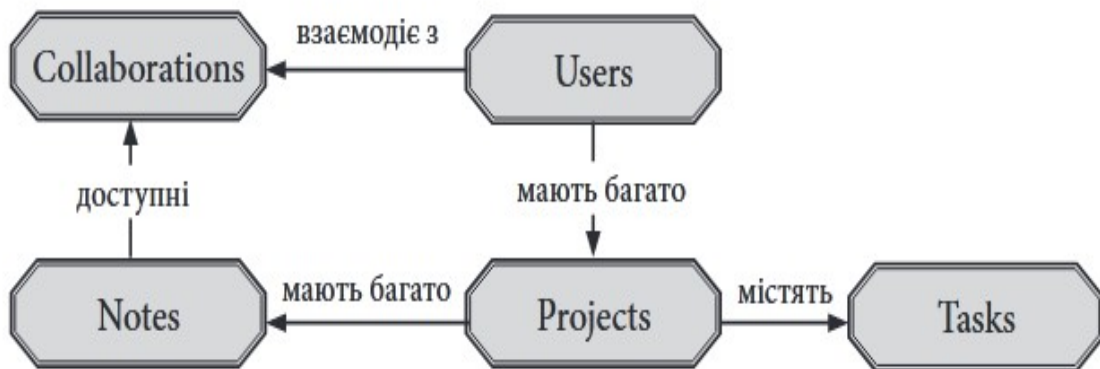 взаємодіє з
Collaborations
Users
доступні
мають багато
мають багато
містять
Notes
Projects
Tasks